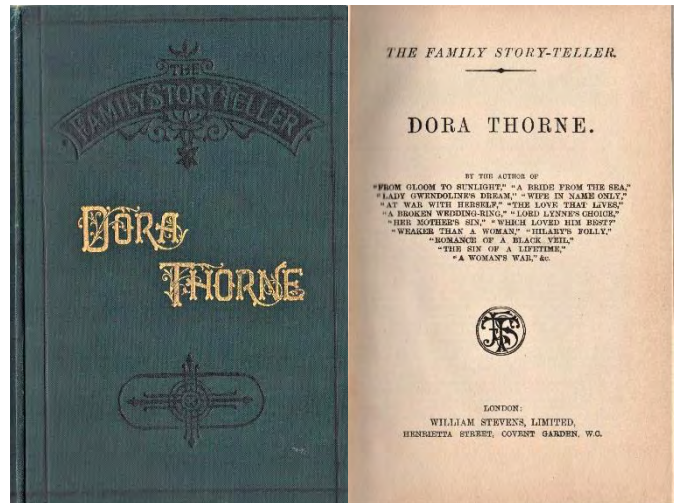 THE
FAMILY STORY-TELLER
DORA
THORNE
THE FAMILY STORY-TELLER.
DORA THORNE.
BY THE AUTHOR OF
"FROM GLOOM TO SUNLIGHT," "A BRIDE FROM THE SEA,"
"LADY GWENDOLINE'S DREAM," "WIFE IN NAME ONLY,"
"AT WAR WITH HERSELF," "THE LOVE THAT LIVES,"
"A BROKEN WEDDING-RING," "LORD LYNNE'S CHOICE,"
"HER MOTHER'S SIN," "WHICH LOVED HIM BEST?"
"WEAKER THAN A WOMAN," "HILARY'S FOLLY,"
"ROMANCE OF A BLACK VEIL,"
"THE SIN OF A LIFETIME,"
"A WOMAN'S WAR," &c.
LONDON:
WILLIAM STEVENS, LIMITED,
HENRIETTA STREET, COVENT GARDEN, W.C.